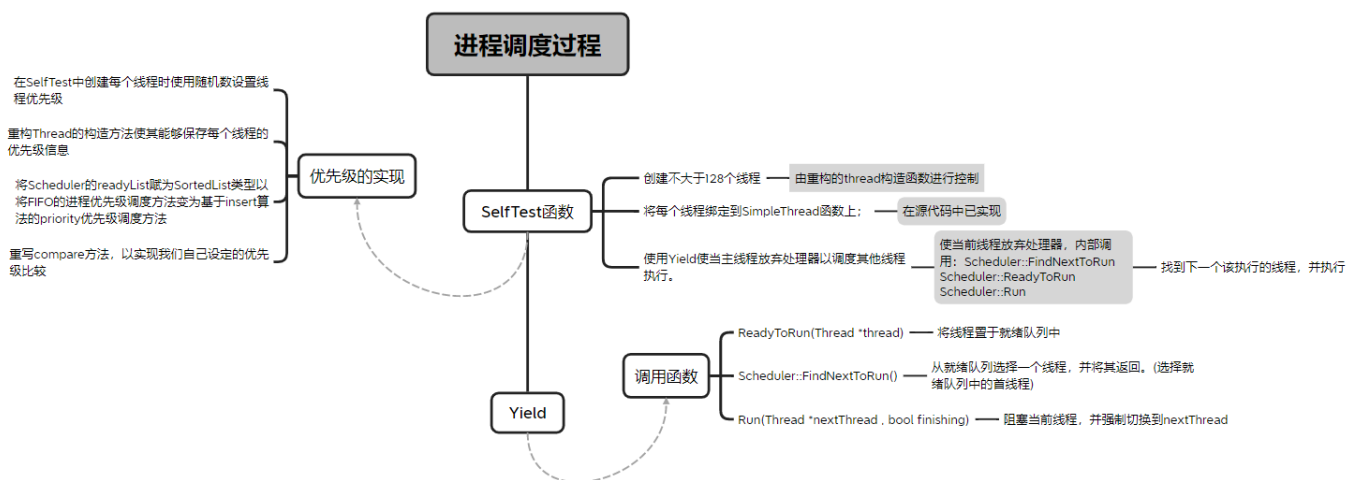 进程调度过程
在SelfTest中创建每个线程时使用随机数设置线
程优先级
重构Thread的构造方法使其能够保存每个线程的
优先级信息
将Scheduler的readyList赋为SortedList类型以
将FIFO的进程优先级调度方法变为基于insert算
法的priority优先级调度方法
重写compare方法，以实现我们自己设定的优先
级比较
优先级的实现
SelfTest函数
创建不大于128个线程
由重构的thread构造函数进行控制
将每个线程绑定到SimpleThread函数上；
在源代码中已实现
使用Yield使当主线程放弃处理器以调度其他线程
执行。
使当前线程放弃处理器，内部调
用：Scheduler::FindNextToRun
Scheduler::ReadyToRun
Scheduler::Run
找到下一个该执行的线程，并执行
Yield
调用函数
ReadyToRun(Thread *thread)
将线程置于就绪队列中
Scheduler::FindNextToRun()
从就绪队列选择一个线程，并将其返回。(选择就
绪队列中的首线程)
Run(Thread *nextThread , bool finishing)
阻塞当前线程，并强制切换到nextThread